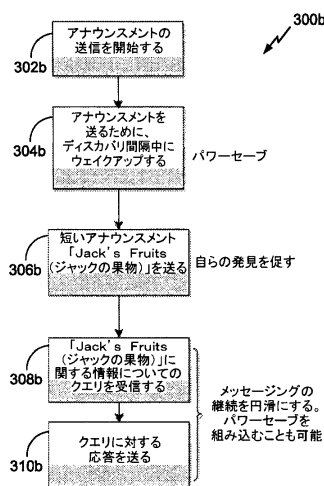 300b
アナウンスメントの
送信を開始する
302b
アナウンスメントを
送るために、
ディスカバリ間隔中に
ウェイクアップする
304b
パワーセーブ
短いアナウンスメント
「Jack's Fruits
(ジャックの果物)」を送る
306b
自らの発見を促す
「Jack's Fruits
(ジャックの果物)」に
関する情報についての
クエリを受信する
308b
メッセージングの
継続を円滑にする。
パワーセーブを
組み込むことも可能
クエリに対する
応答を送る
310b